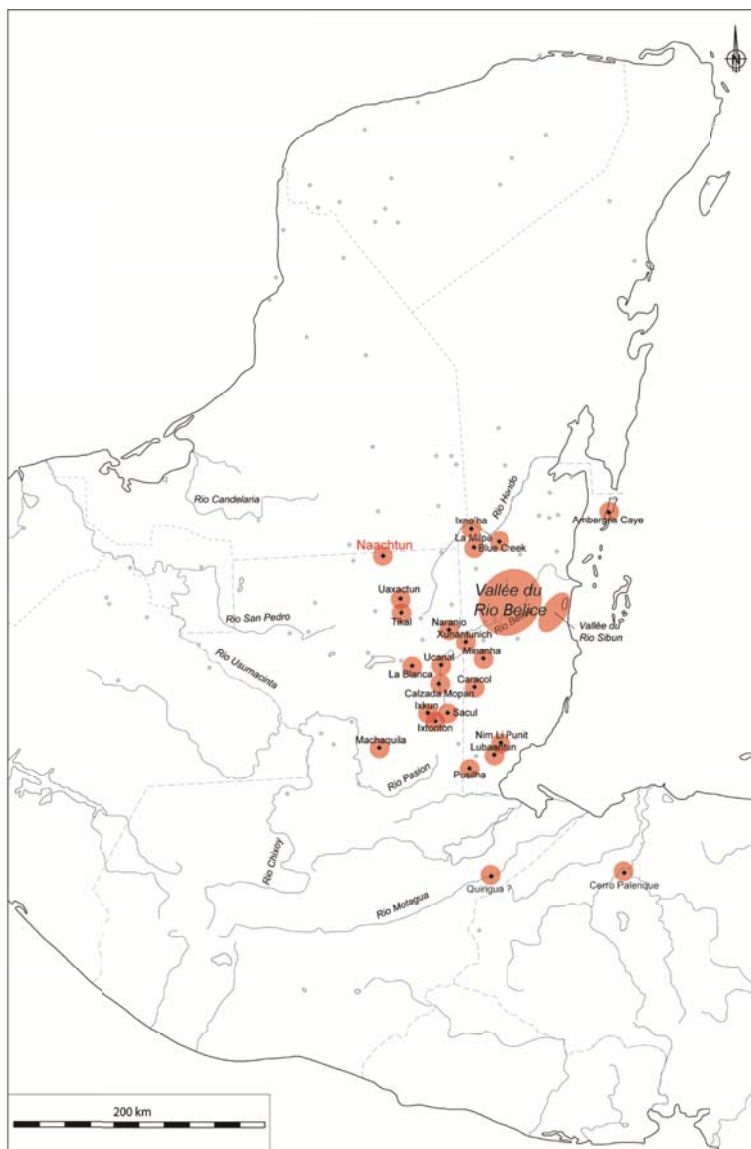 N
Rio Candelaria
Rio Hondo
Ixno'ha
La Milpa
Blue Creek
Ambergris Caye
Naachtun
Uaxactun
Tikal
Vallée du
Rio Belice
Vallée du
Rio Sibun
Rio San Pedro
Naranjo
Xunantunich
Minanha
Ucanal
La Blanca
Caracol
Calzada Mopan
Rio Usumacinta
Ixkun
Sacul
Ixtonton
Machaquila
Nim Li Punit
Lubaantun
Pusilha
Rio Pasion
Rio Chixoy
Quirigua ?
Cerro Palenque
Rio Motagua
200 km